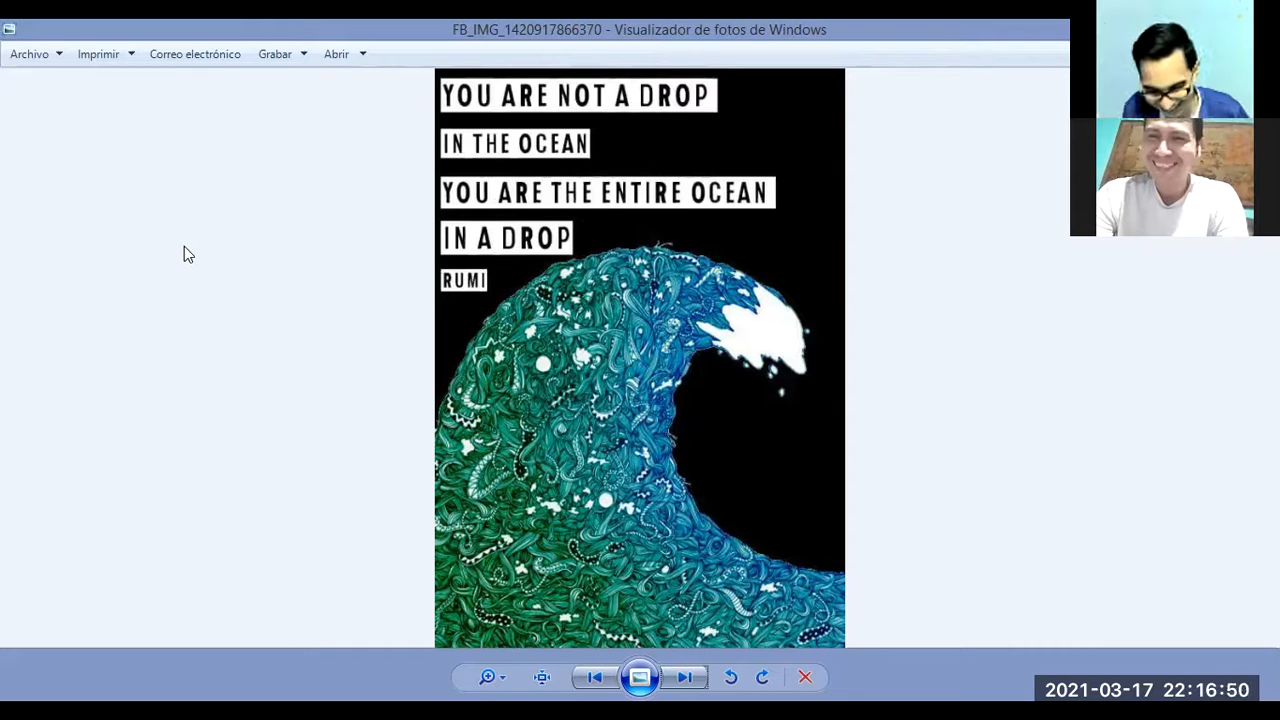 FB_IMG_1420917866370 - Visualizador de fotos de Windows
Archivo Imprimir Correo electrónico Grabar Abrir
YOU ARE NOT A DROP
IN THE OCEAN
YOU ARE THE ENTIRE OCEAN
IN A DROP
RUMI
2021-03-17 22:16:50